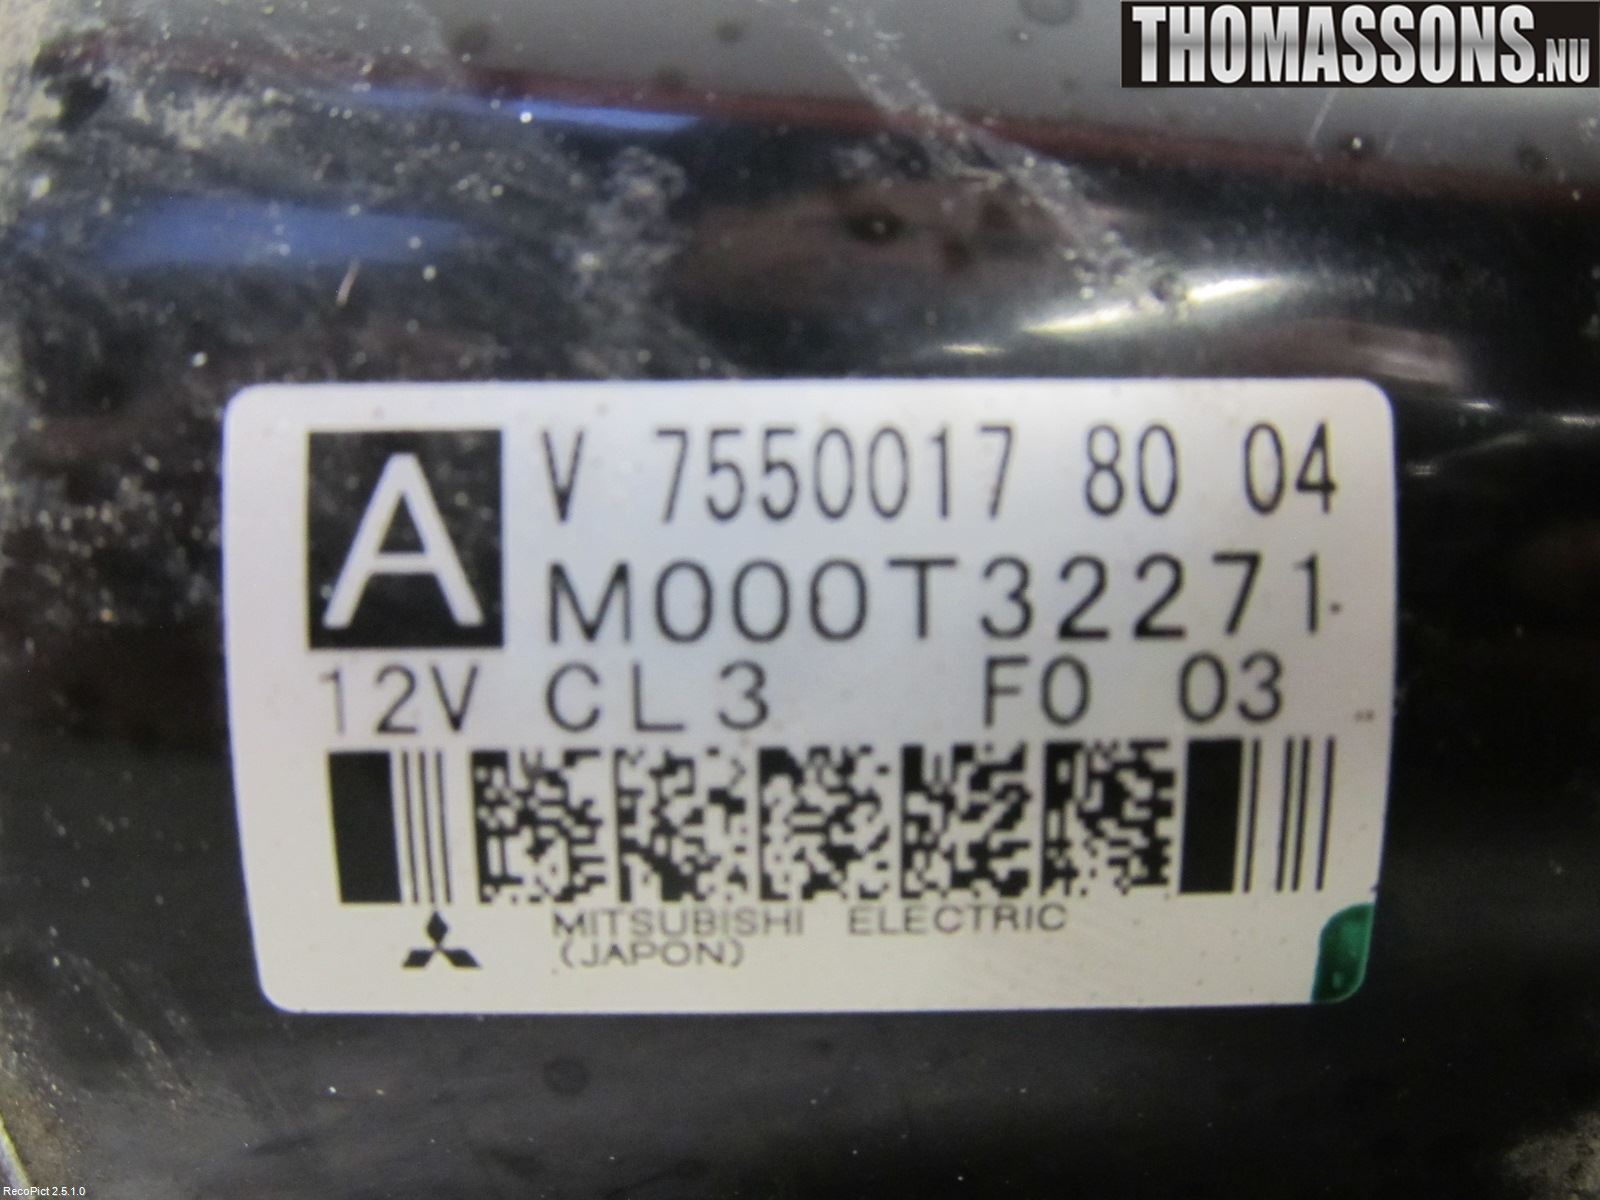 THOMASSONS.NU
A
V 7550017 80 04
M000T32271
12V CL3 F0 03
MITSUBISHI ELECTRIC
(JAPON)
RecoPict 2.5.1.0